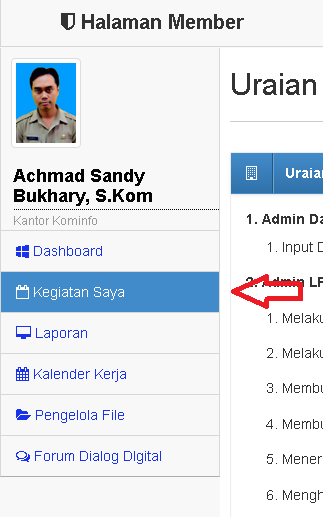 Halaman Member
Achmad Sandy
Bukhary, S.Kom
Kantor Kominfo
Dashboard
Kegiatan Saya
Laporan
Kalender Kerja
Pengelola File
Forum Dialog DIgital
Uraian
Uraian
1. Admin Da
1. Input D
2. Admin LP
1. Melaku
2. Melaku
3. Membu
4. Membu
5. Mener
6. Mengh